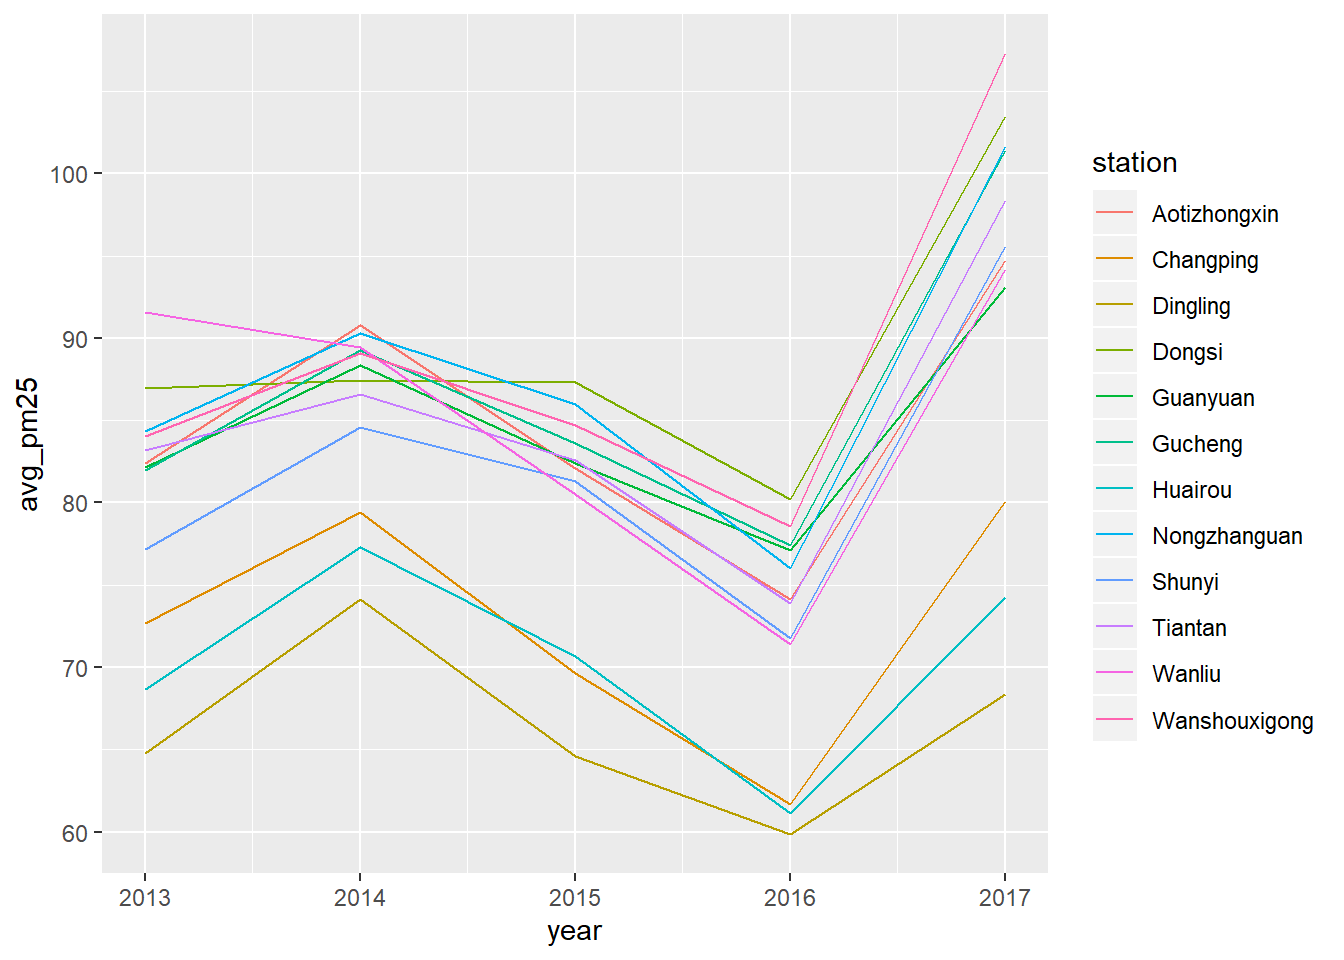 avg_pm25
100
90
80
70
60
2013 2014 2015 2016 2017
year
station
Aotizhongxin
Changping
Dingling
Dongsi
Guanyuan
Gucheng
Huairou
Nongzhanguan
Shunyi
Tiantan
Wanliu
Wanshouxigong